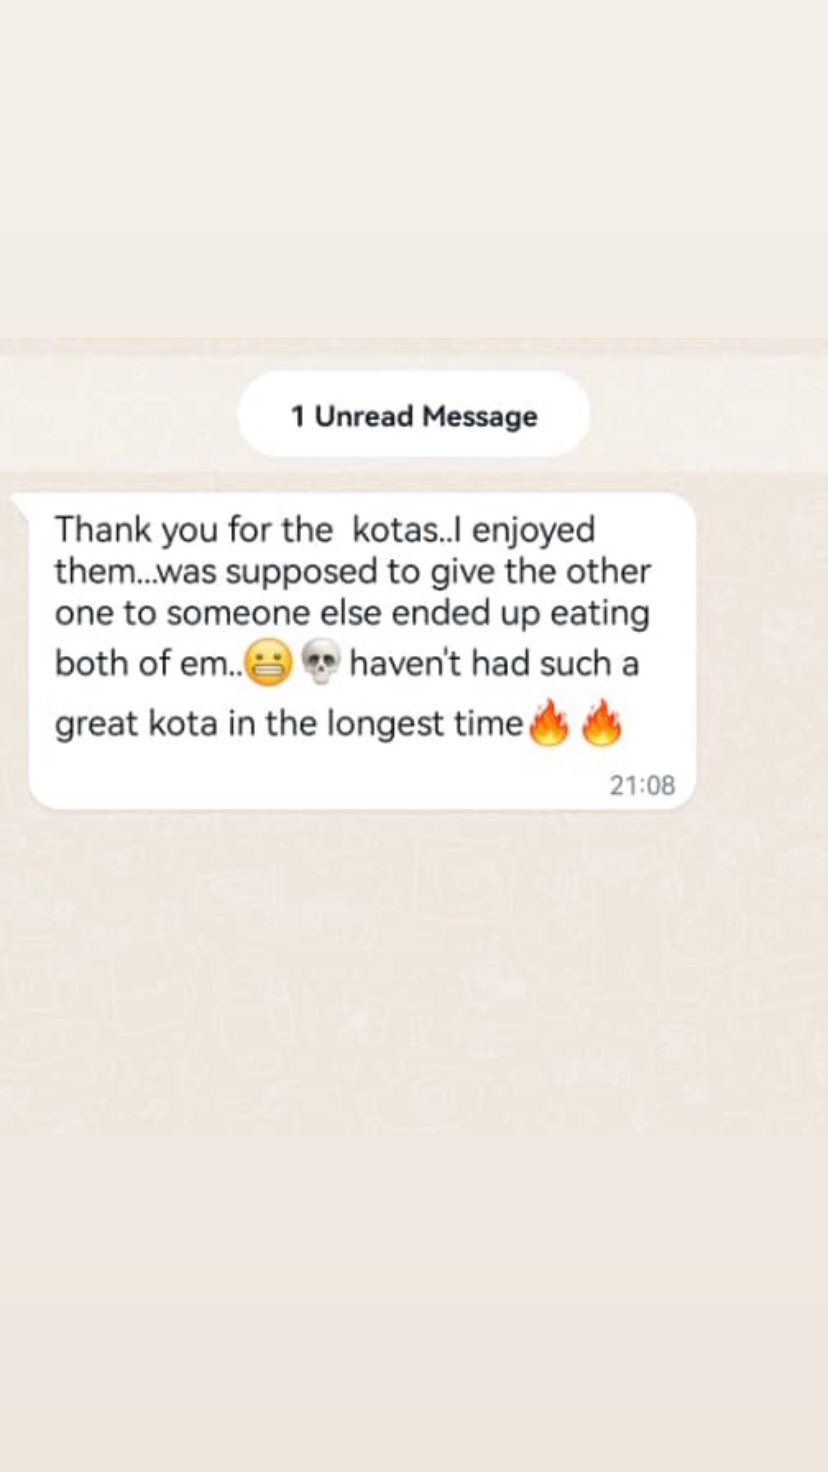 1 Unread Message
Thank you for the  kotas..I enjoyed
them...was supposed to give the other
one to someone else ended up eating
both of em..😬💀haven't had such a
great kota in the longest time🔥🔥
21:08